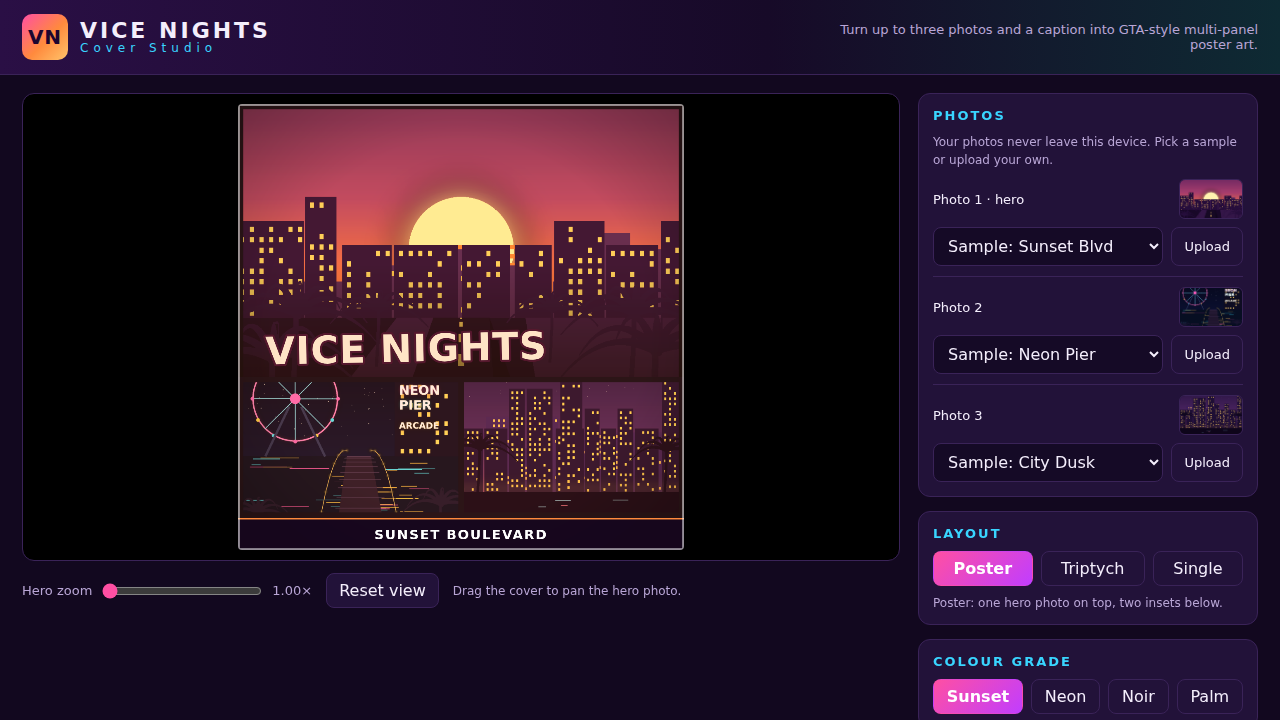 VN
VICE NIGHTS
Cover Studio
Turn up to three photos and a caption into GTA-style multi-panel
poster art.
VICE NIGHTS
NEON
PIER
ARCADE
SUNSET BOULEVARD
Hero zoom
1.00×
Reset view
Drag the cover to pan the hero photo.
PHOTOS
Your photos never leave this device. Pick a sample
or upload your own.
Photo 1 · hero
Sample: Sunset Blvd
Upload
Photo 2
Sample: Neon Pier
Upload
Photo 3
Sample: City Dusk
Upload
LAYOUT
Poster
Triptych
Single
Poster: one hero photo on top, two insets below.
COLOUR GRADE
Sunset
Neon
Noir
Palm